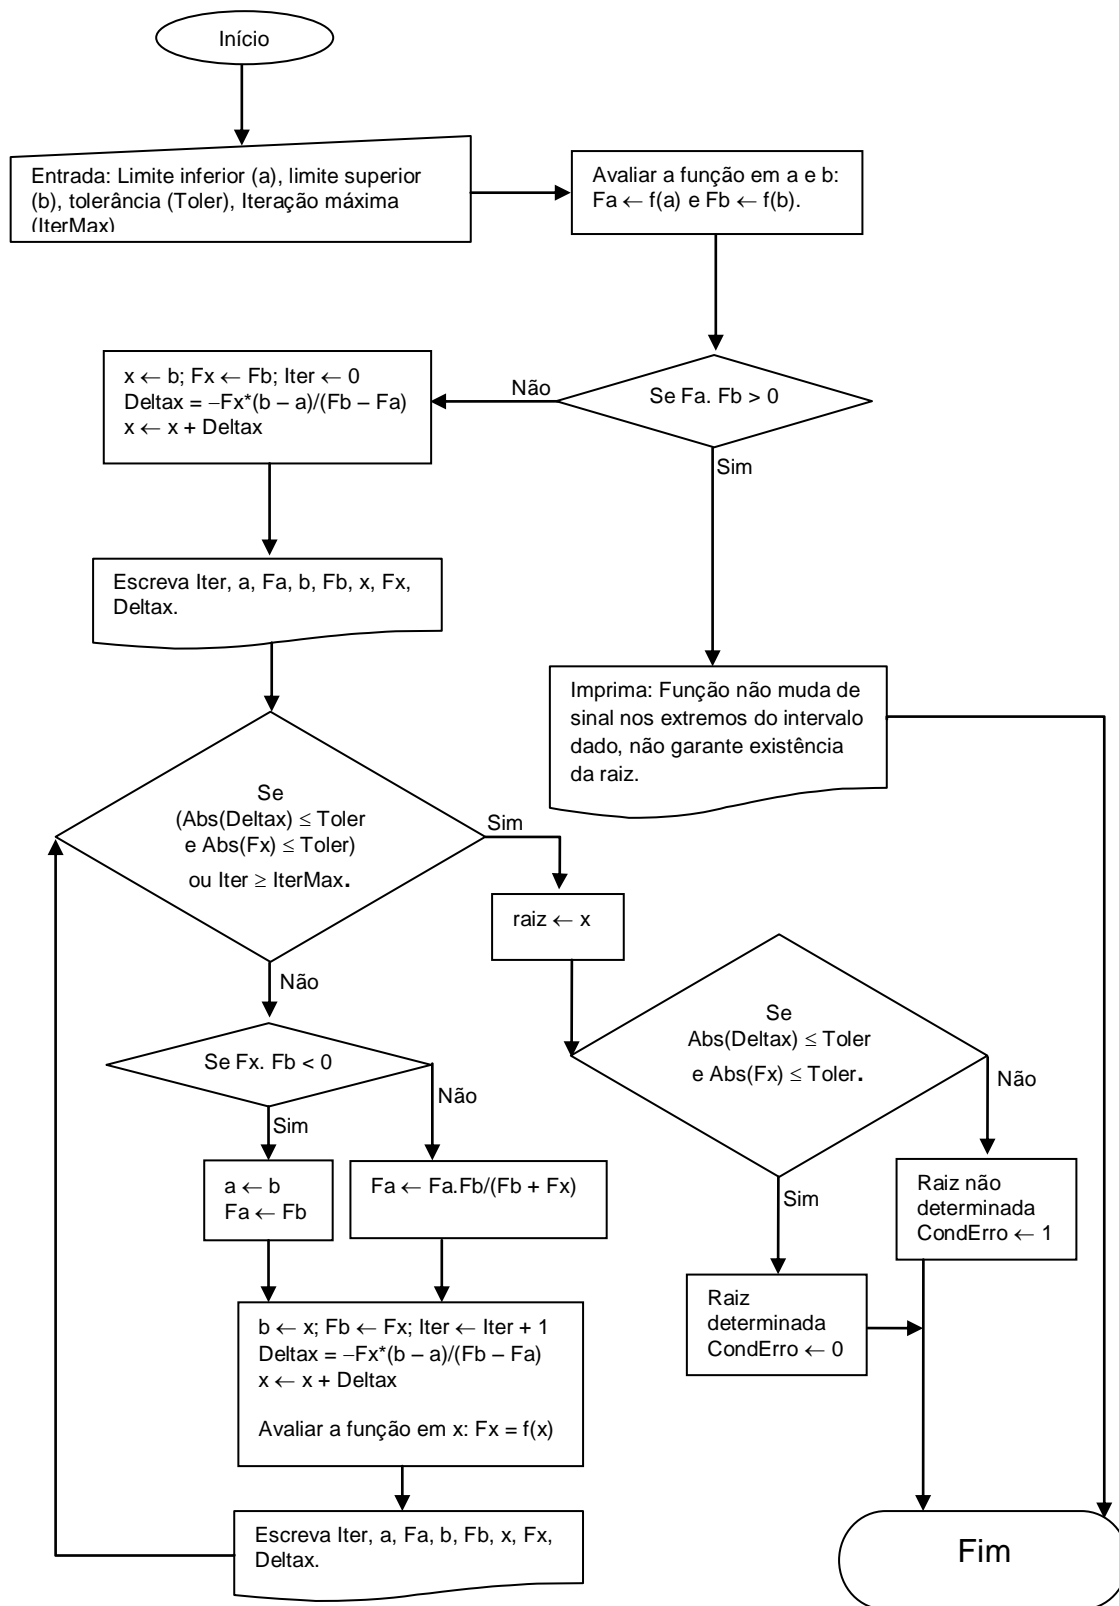 Início
Entrada: Limite inferior (a), limite superior
(b), tolerância (Toler), Iteração máxima
(IterMax)
Avaliar a função em a e b:
Fa ← f(a) e Fb ← f(b).
Se Fa. Fb > 0
Não
Sim
x ← b; Fx ← Fb; Iter ← 0
Deltax = –Fx*(b – a)/(Fb – Fa)
x ← x + Deltax
Escreva Iter, a, Fa, b, Fb, x, Fx,
Deltax.
Imprima: Função não muda de
sinal nos extremos do intervalo
dado, não garante existência
da raiz.
Se
(Abs(Deltax) ≤ Toler
e Abs(Fx) ≤ Toler)
ou Iter ≥ IterMax.
Sim
Não
raiz ← x
Se
Abs(Deltax) ≤ Toler
e Abs(Fx) ≤ Toler.
Não
Sim
Se Fx. Fb < 0
Não
Sim
a ← b
Fa ← Fb
Fa ← Fa.Fb/(Fb + Fx)
Raiz não
determinada
CondErro ← 1
Raiz
determinada
CondErro ← 0
b ← x; Fb ← Fx; Iter ← Iter + 1
Deltax = –Fx*(b – a)/(Fb – Fa)
x ← x + Deltax
Avaliar a função em x: Fx = f(x)
Escreva Iter, a, Fa, b, Fb, x, Fx,
Deltax.
Fim